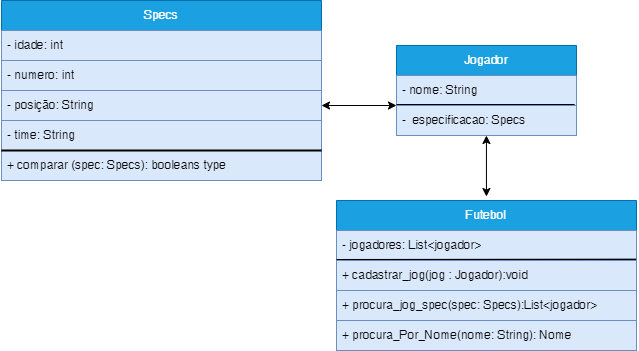 Specs
- idade: int
- numero: int
- posição: String
- time: String
+ comparar (spec: Specs): booleans type
Jogador
- nome: String
- especificacao: Specs
Futebol
- jogadores: List<jogador>
+ cadastrar_jog(jog : Jogador):void
+ procura_jog_spec(spec: Specs):List<jogador>
+ procura_Por_Nome(nome: String): Nome